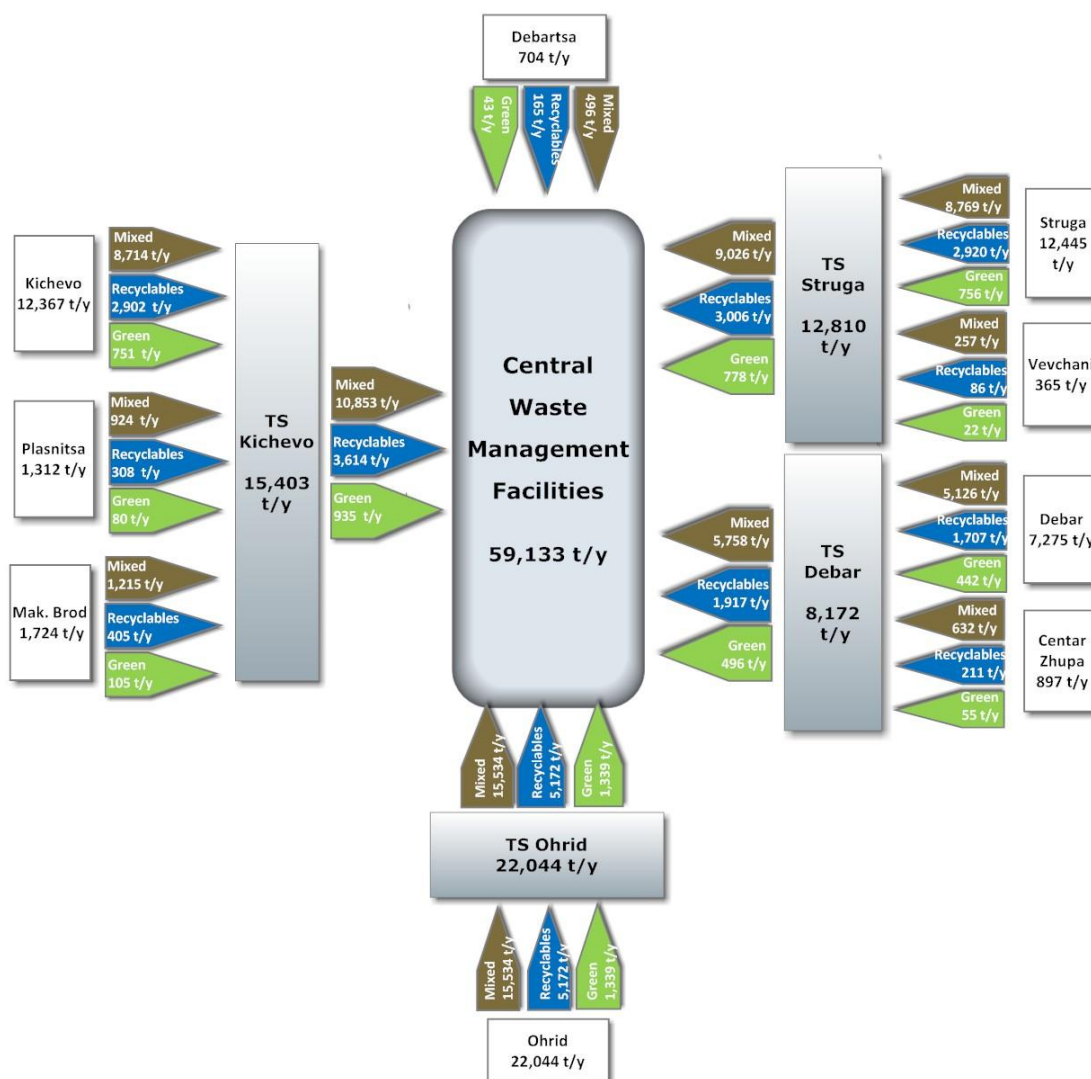 Debartsa
704 t/y
Green
43 t/y
Recyclables
165 t/y
Mixed
496 t/y
Kichevo
12,367 t/y
Mixed
8,714 t/y
Recyclables
2,902 t/y
Green
751 t/y
Plasnitsa
1,312 t/y
Mixed
924 t/y
Recyclables
308 t/y
Green
80 t/y
Mak. Brod
1,724 t/y
Mixed
1,215 t/y
Recyclables
405 t/y
Green
105 t/y
TS
Kichevo
15,403
t/y
Mixed
10,853 t/y
Recyclables
3,614 t/y
Green
935 t/y
Central
Waste
Management
Facilities
59,133 t/y
Mixed
9,026 t/y
Recyclables
3,006 t/y
Green
778 t/y
TS
Struga
12,810
t/y
Mixed
8,769 t/y
Recyclables
2,920 t/y
Green
756 t/y
Struga
12,445
t/y
Mixed
257 t/y
Recyclables
86 t/y
Green
22 t/y
Vevchani
365 t/y
Mixed
5,758 t/y
Recyclables
1,917 t/y
Green
496 t/y
TS
Debar
8,172
t/y
Mixed
5,126 t/y
Recyclables
1,707 t/y
Green
442 t/y
Debar
7,275 t/y
Mixed
632 t/y
Recyclables
211 t/y
Green
55 t/y
Centar
Zhupa
897 t/y
Mixed
15,534 t/y
Recyclables
5,172 t/y
Green
1,339 t/y
TS Ohrid
22,044 t/y
Mixed
15,534 t/y
Recyclables
5,172 t/y
Green
1,339 t/y
Ohrid
22,044 t/y